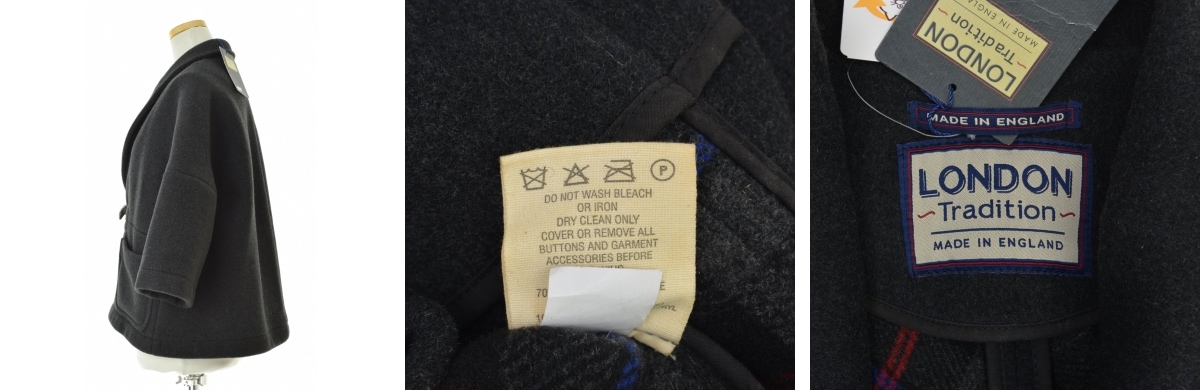 P
DO NOT WASH BLEACH
OR IRON
DRY CLEAN ONLY
COVER OR REMOVE ALL
BUTTONS AND GARMENT
ACCESSORIES BEFORE
70
LONDON
Tradition
MADE IN ENGLAND
MADE IN ENGLAND
LONDON
Tradition
MADE IN ENGLAND